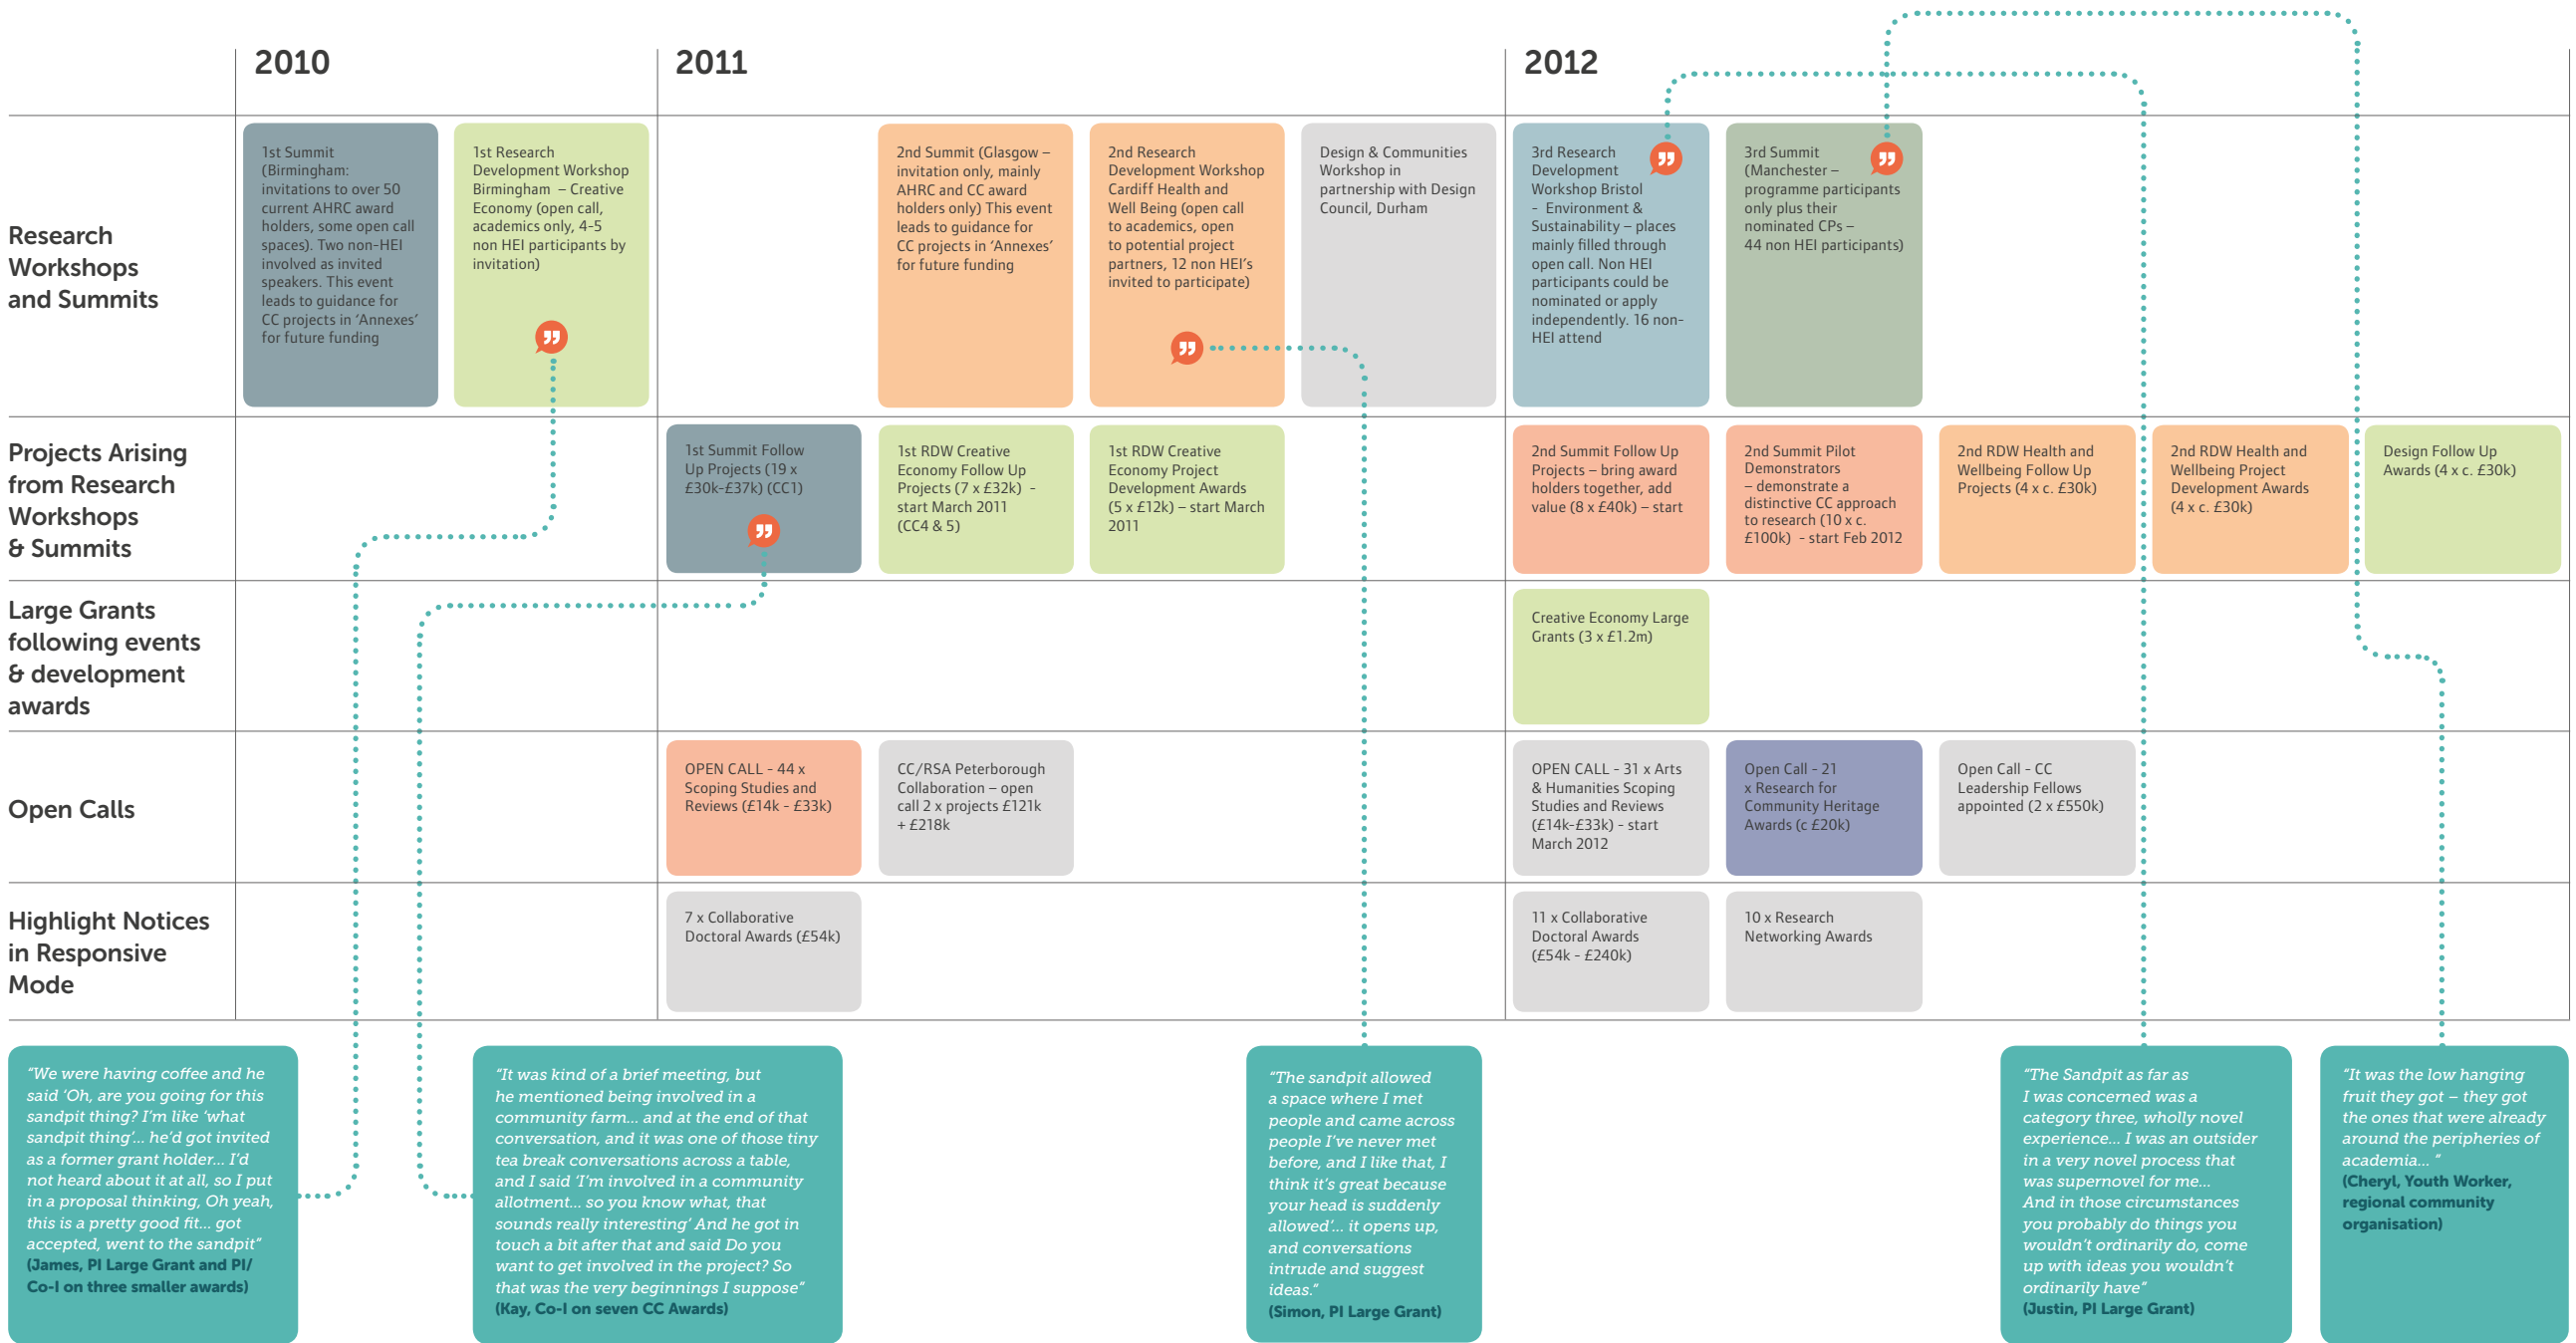 2010
2011
2012
Research
Workshops
and Summits
1st Summit
(Birmingham:
invitations to over 50
current AHRC award
holders, some open call
spaces). Two non-HEI
involved as invited
speakers. This event
leads to guidance for
CC projects in ‘Annexes’
for future funding
1st Research
Development Workshop
Birmingham – Creative
Economy (open call,
academics only, 4-5
non HEI participants by
invitation)
2nd Summit (Glasgow –
invitation only, mainly
AHRC and CC award
holders only) This event
leads to guidance for
CC projects in ‘Annexes’
for future funding
2nd Research
Development Workshop
Cardiff Health and
Well Being (open call
to academics, open
to potential project
partners, 12 non HEI’s
invited to participate)
Design & Communities
Workshop in
partnership with Design
Council, Durham
3rd Research
Development
Workshop Bristol
- Environment &
Sustainability – places
mainly filled through
open call. Non HEI
participants could be
nominated or apply
independently. 16 non-
HEI attend
3rd Summit
(Manchester –
programme participants
only plus their
nominated CPs –
44 non HEI participants)
Projects Arising
from Research
Workshops
& Summits
1st Summit Follow
Up Projects (19 x
£30k-£37k) (CC1)
1st RDW Creative
Economy Follow Up
Projects (7 x £32k) -
start March 2011
(CC4 & 5)
1st RDW Creative
Economy Project
Development Awards
(5 x £12k) – start March
2011
2nd Summit Follow Up
Projects – bring award
holders together, add
value (8 x £40k) – start
2nd Summit Pilot
Demonstrators
– demonstrate a
distinctive CC approach
to research (10 x c.
£100k) - start Feb 2012
2nd RDW Health and
Wellbeing Follow Up
Projects (4 x c. £30k)
2nd RDW Health and
Wellbeing Project
Development Awards
(4 x c. £30k)
Design Follow Up
Awards (4 x c. £30k)
Large Grants
following events
& development
awards
Creative Economy Large
Grants (3 x £1.2m)
Open Calls
OPEN CALL - 44 x
Scoping Studies and
Reviews (£14k - £33k)
CC/RSA Peterborough
Collaboration – open
call 2 x projects £121k
+ £218k
OPEN CALL - 31 x Arts
& Humanities Scoping
Studies and Reviews
(£14k-£33k) - start
March 2012
Open Call - 21
x Research for
Community Heritage
Awards (c £20k)
Open Call - CC
Leadership Fellows
appointed (2 x £550k)
Highlight Notices
in Responsive
Mode
7 x Collaborative
Doctoral Awards (£54k)
11 x Collaborative
Doctoral Awards
(£54k - £240k)
10 x Research
Networking Awards
“We were having coffee and he
said ‘Oh, are you going for this
sandpit thing? I’m like ‘what
sandpit thing’... he’d got invited
as a former grant holder... I’d
not heard about it at all, so I put
in a proposal thinking, Oh yeah,
this is a pretty good fit... got
accepted, went to the sandpit”
(James, PI Large Grant and PI/
Co-I on three smaller awards)
“It was kind of a brief meeting, but
he mentioned being involved in a
community farm... and at the end of that
conversation, and it was one of those tiny
tea break conversations across a table,
and I said ‘I’m involved in a community
allotment... so you know what, that
sounds really interesting’ And he got in
touch a bit after that and said Do you
want to get involved in the project? So
that was the very beginnings I suppose”
(Kay, Co-I on seven CC Awards)
“The sandpit allowed
a space where I met
people and came across
people I’ve never met
before, and I like that, I
think it’s great because
your head is suddenly
allowed’... it opens up,
and conversations
intrude and suggest
ideas.”
(Simon, PI Large Grant)
“The Sandpit as far as
I was concerned was a
category three, wholly novel
experience... I was an outsider
in a very novel process that
was supernovel for me...
And in those circumstances
you probably do things you
wouldn’t ordinarily do, come
up with ideas you wouldn’t
ordinarily have”
(Justin, PI Large Grant)
“It was the low hanging
fruit they got – they got
the ones that were already
around the peripheries of
academia... ”
(Cheryl, Youth Worker,
regional community
organisation)